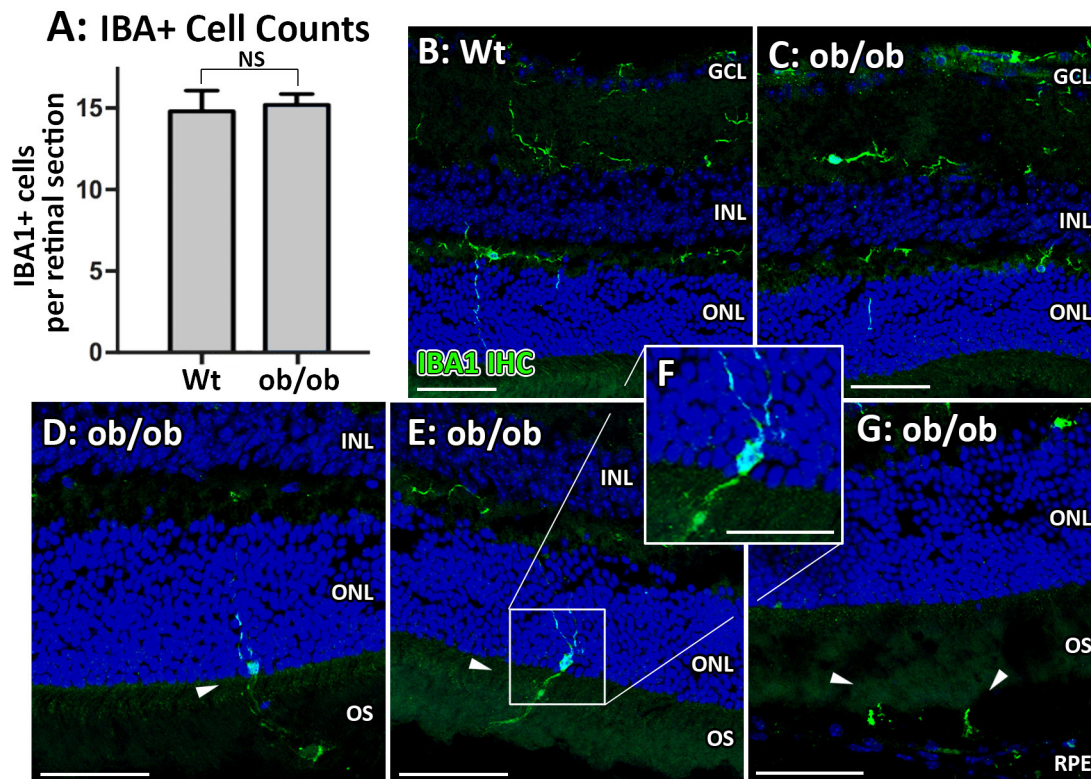 A: IBA+ Cell Counts
NS
15
10
5
0
IBA1+ cells
per retinal section
Wt
ob/ob
B: Wt
GCL
INL
ONL
IBA1 IHC
C: ob/ob
GCL
INL
ONL
D: ob/ob
INL
ONL
OS
E: ob/ob
INL
ONL
OS
F
G: ob/ob
ONL
OS
RPE